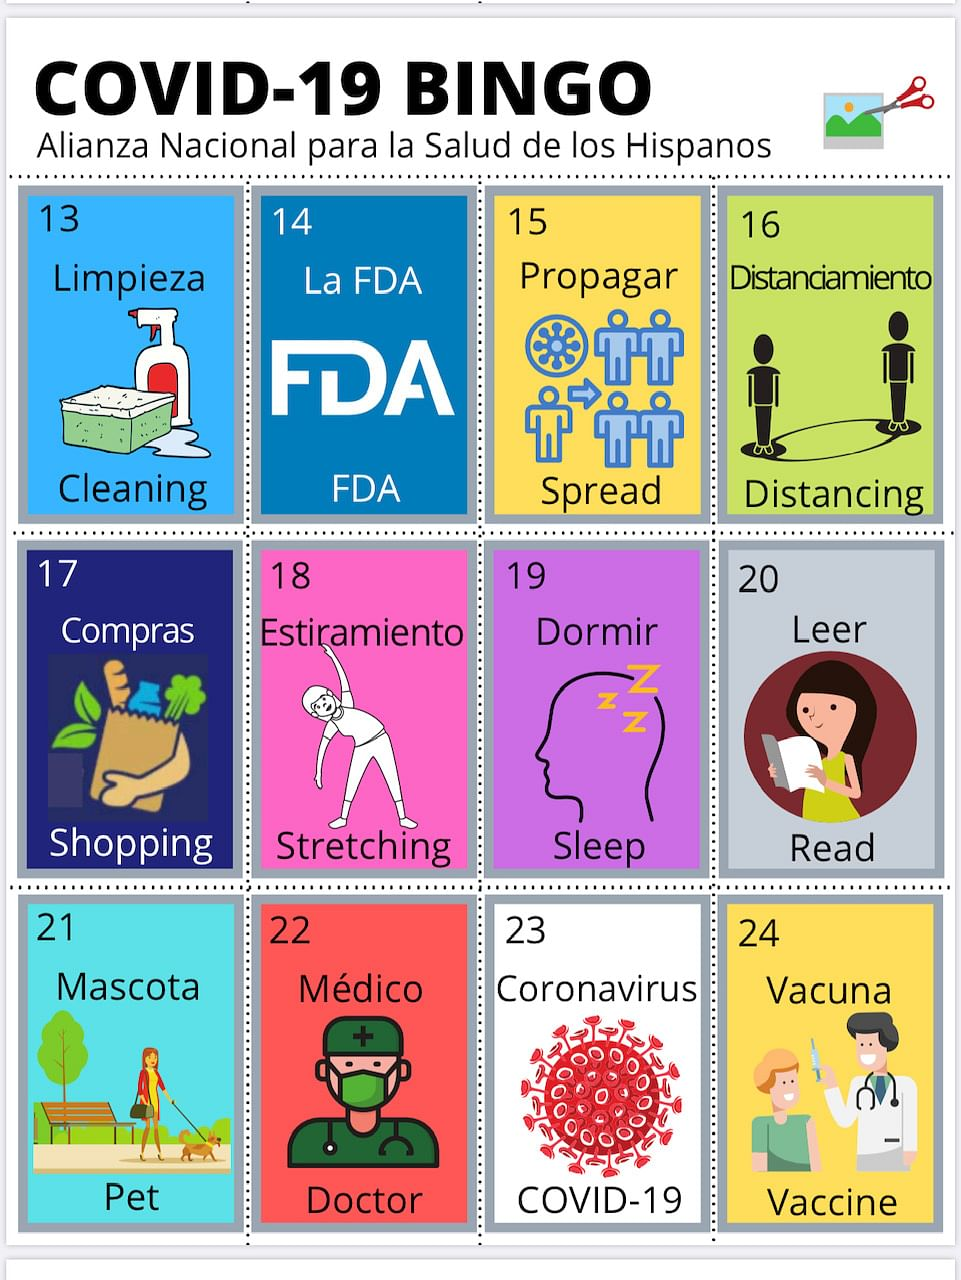 COVID-19 BINGO
Alianza Nacional para la Salud de los Hispanos
13
Limpieza
Cleaning
14
La FDA
FDA
FDA
15
Propagar
Spread
16
Distanciamiento
Distancing
17
Compras
Shopping
18
Estiramiento
Stretching
19
Dormir
Z
Z
Z
Sleep
20
Leer
Read
21
Mascota
Pet
22
Médico
Doctor
23
Coronavirus
COVID-19
24
Vacuna
Vaccine